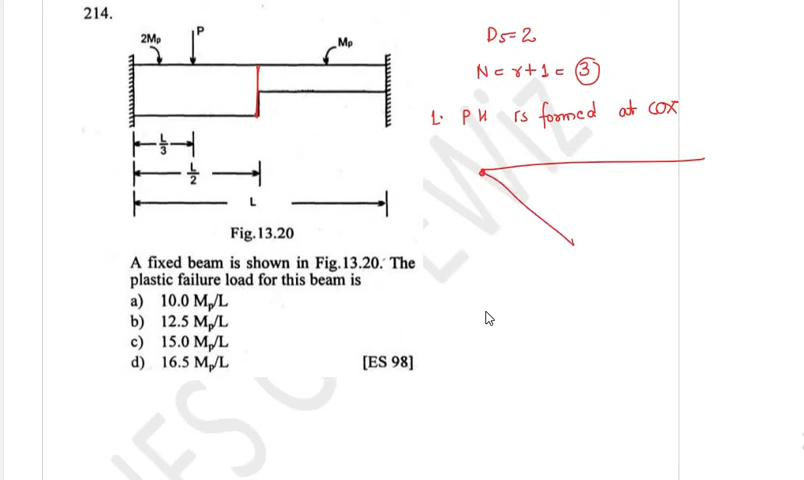 214.
2Mp
P
Mp
L
3
L
2
L
Fig.13.20
A fixed beam is shown in Fig.13.20. The
plastic failure load for this beam is
a) 10.0 Mp/L
b) 12.5 Mp/L
c) 15.0 Mp/L
d) 16.5 Mp/L
[ES 98]
Ds= 2
N = r+1 = 3
1. PH is formed at cox